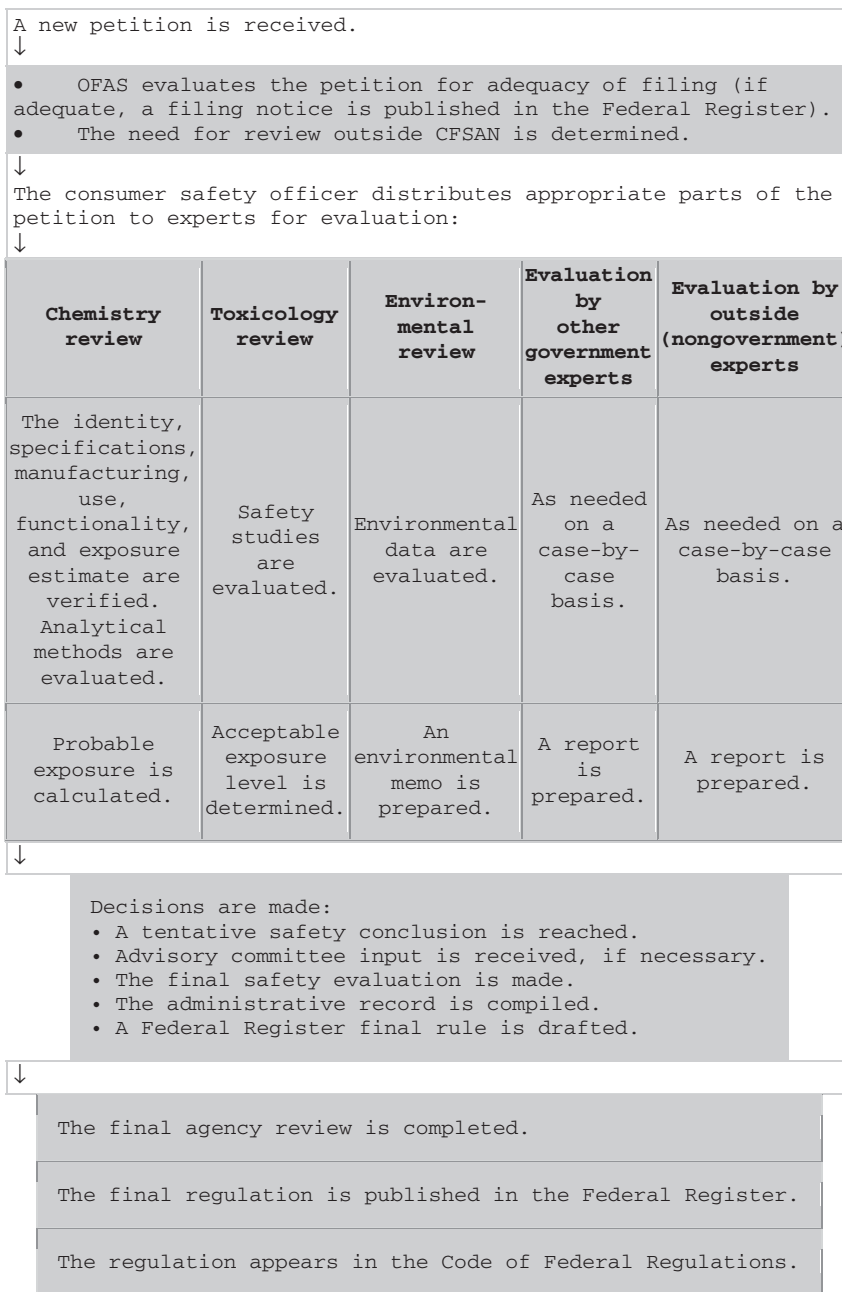 A new petition is received.
↓
• OFAS evaluates the petition for adequacy of filing (if
adequate, a filing notice is published in the Federal Register).
• The need for review outside CFSAN is determined.
↓
The consumer safety officer distributes appropriate parts of the
petition to experts for evaluation:
↓
Chemistry
review
Toxicology
review
Environ-
mental
review
Evaluation
by
other
government
experts
Evaluation by
outside
(nongovernment)
experts
The identity,
specifications,
manufacturing,
use,
functionality,
and exposure
estimate are
verified.
Analytical
methods are
evaluated.
Safety
studies
are
evaluated.
Environmental
data are
evaluated.
As needed
on a
case-by-
case
basis.
As needed on a
case-by-case
basis.
Probable
exposure is
calculated.
Acceptable
exposure
level is
determined.
An
environmental
memo is
prepared.
A report
is
prepared.
A report is
prepared.
↓
Decisions are made:
• A tentative safety conclusion is reached.
• Advisory committee input is received, if necessary.
• The final safety evaluation is made.
• The administrative record is compiled.
• A Federal Register final rule is drafted.
↓
The final agency review is completed.
The final regulation is published in the Federal Register.
The regulation appears in the Code of Federal Regulations.